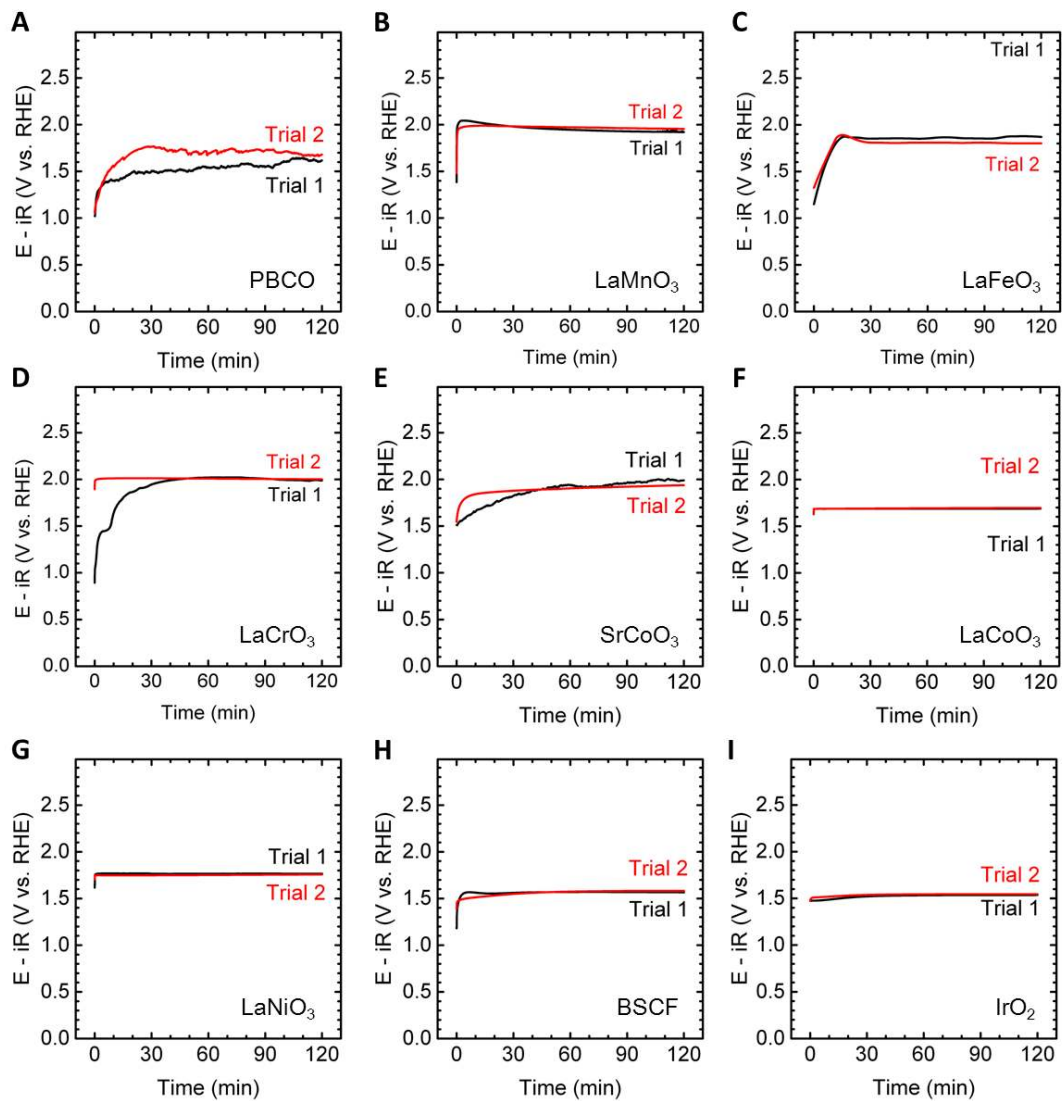 A
E - iR (V vs. RHE)
2.5
2.0
1.5
1.0
0.5
0.0
Trial 2
Trial 1
PBCO
0 30 60 90 120
Time (min)
B
E - iR (V vs. RHE)
2.5
2.0
1.5
1.0
0.5
0.0
Trial 2
Trial 1
LaMnO₃
0 30 60 90 120
Time (min)
C
E - iR (V vs. RHE)
2.5
2.0
1.5
1.0
0.5
0.0
Trial 1
Trial 2
LaFeO₃
0 30 60 90 120
Time (min)
D
E - iR (V vs. RHE)
2.5
2.0
1.5
1.0
0.5
0.0
Trial 2
Trial 1
LaCrO₃
0 30 60 90 120
Time (min)
E
E - iR (V vs. RHE)
2.5
2.0
1.5
1.0
0.5
0.0
Trial 1
Trial 2
SrCoO₃
0 30 60 90 120
Time (min)
F
E - iR (V vs. RHE)
2.5
2.0
1.5
1.0
0.5
0.0
Trial 2
Trial 1
LaCoO₃
0 30 60 90 120
Time (min)
G
E - iR (V vs. RHE)
2.5
2.0
1.5
1.0
0.5
0.0
Trial 1
Trial 2
LaNiO₃
0 30 60 90 120
Time (min)
H
E - iR (V vs. RHE)
2.5
2.0
1.5
1.0
0.5
0.0
Trial 2
Trial 1
BSCF
0 30 60 90 120
Time (min)
I
E - iR (V vs. RHE)
2.5
2.0
1.5
1.0
0.5
0.0
Trial 2
Trial 1
IrO₂
0 30 60 90 120
Time (min)